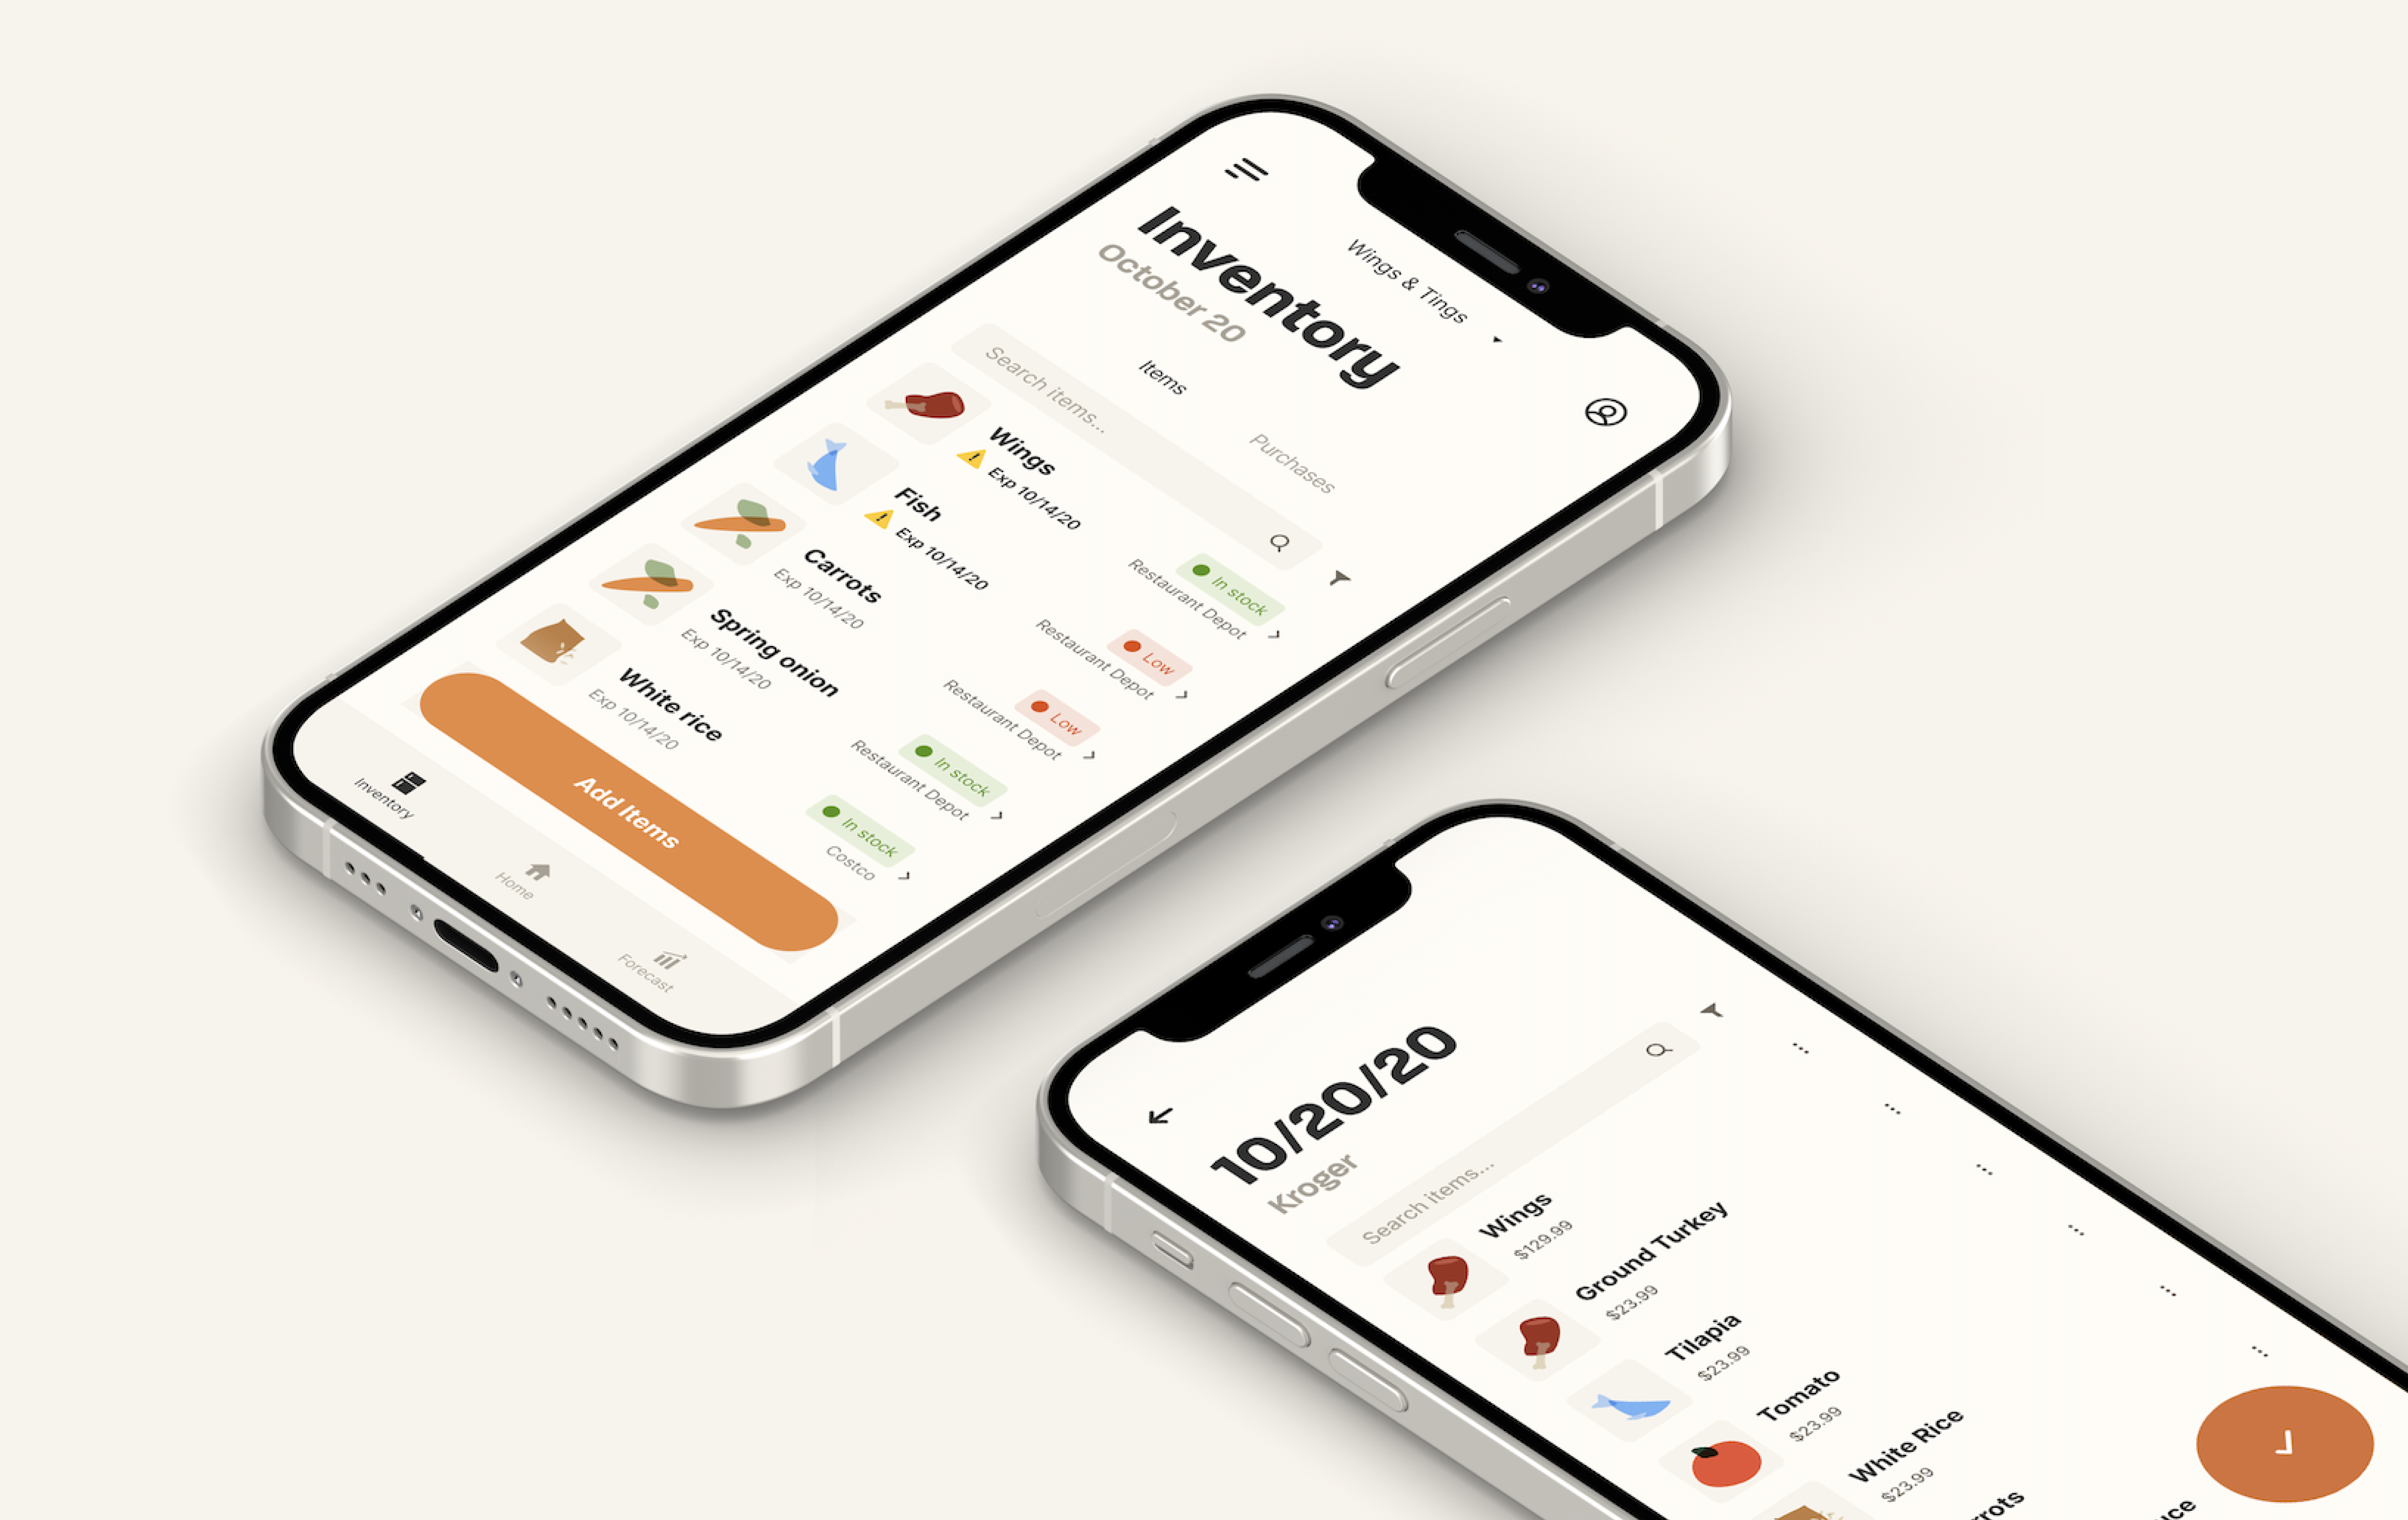 Wings & Tings
Inventory
October 20
Items
Purchases
Search items...
Wings
Exp 10/14/20
In stock
Restaurant Depot
Fish
Exp 10/14/20
Low
Restaurant Depot
Carrots
Exp 10/14/20
Low
Restaurant Depot
Spring onion
Exp 10/14/20
In stock
Restaurant Depot
White rice
Exp 10/14/20
In stock
Costco
Add Items
Inventory
Home
Forecast
10/20/20
Kroger
Search items...
Wings
$129.99
Ground Turkey
$23.99
Tilapia
$23.99
Tomato
$23.99
White Rice
$23.99